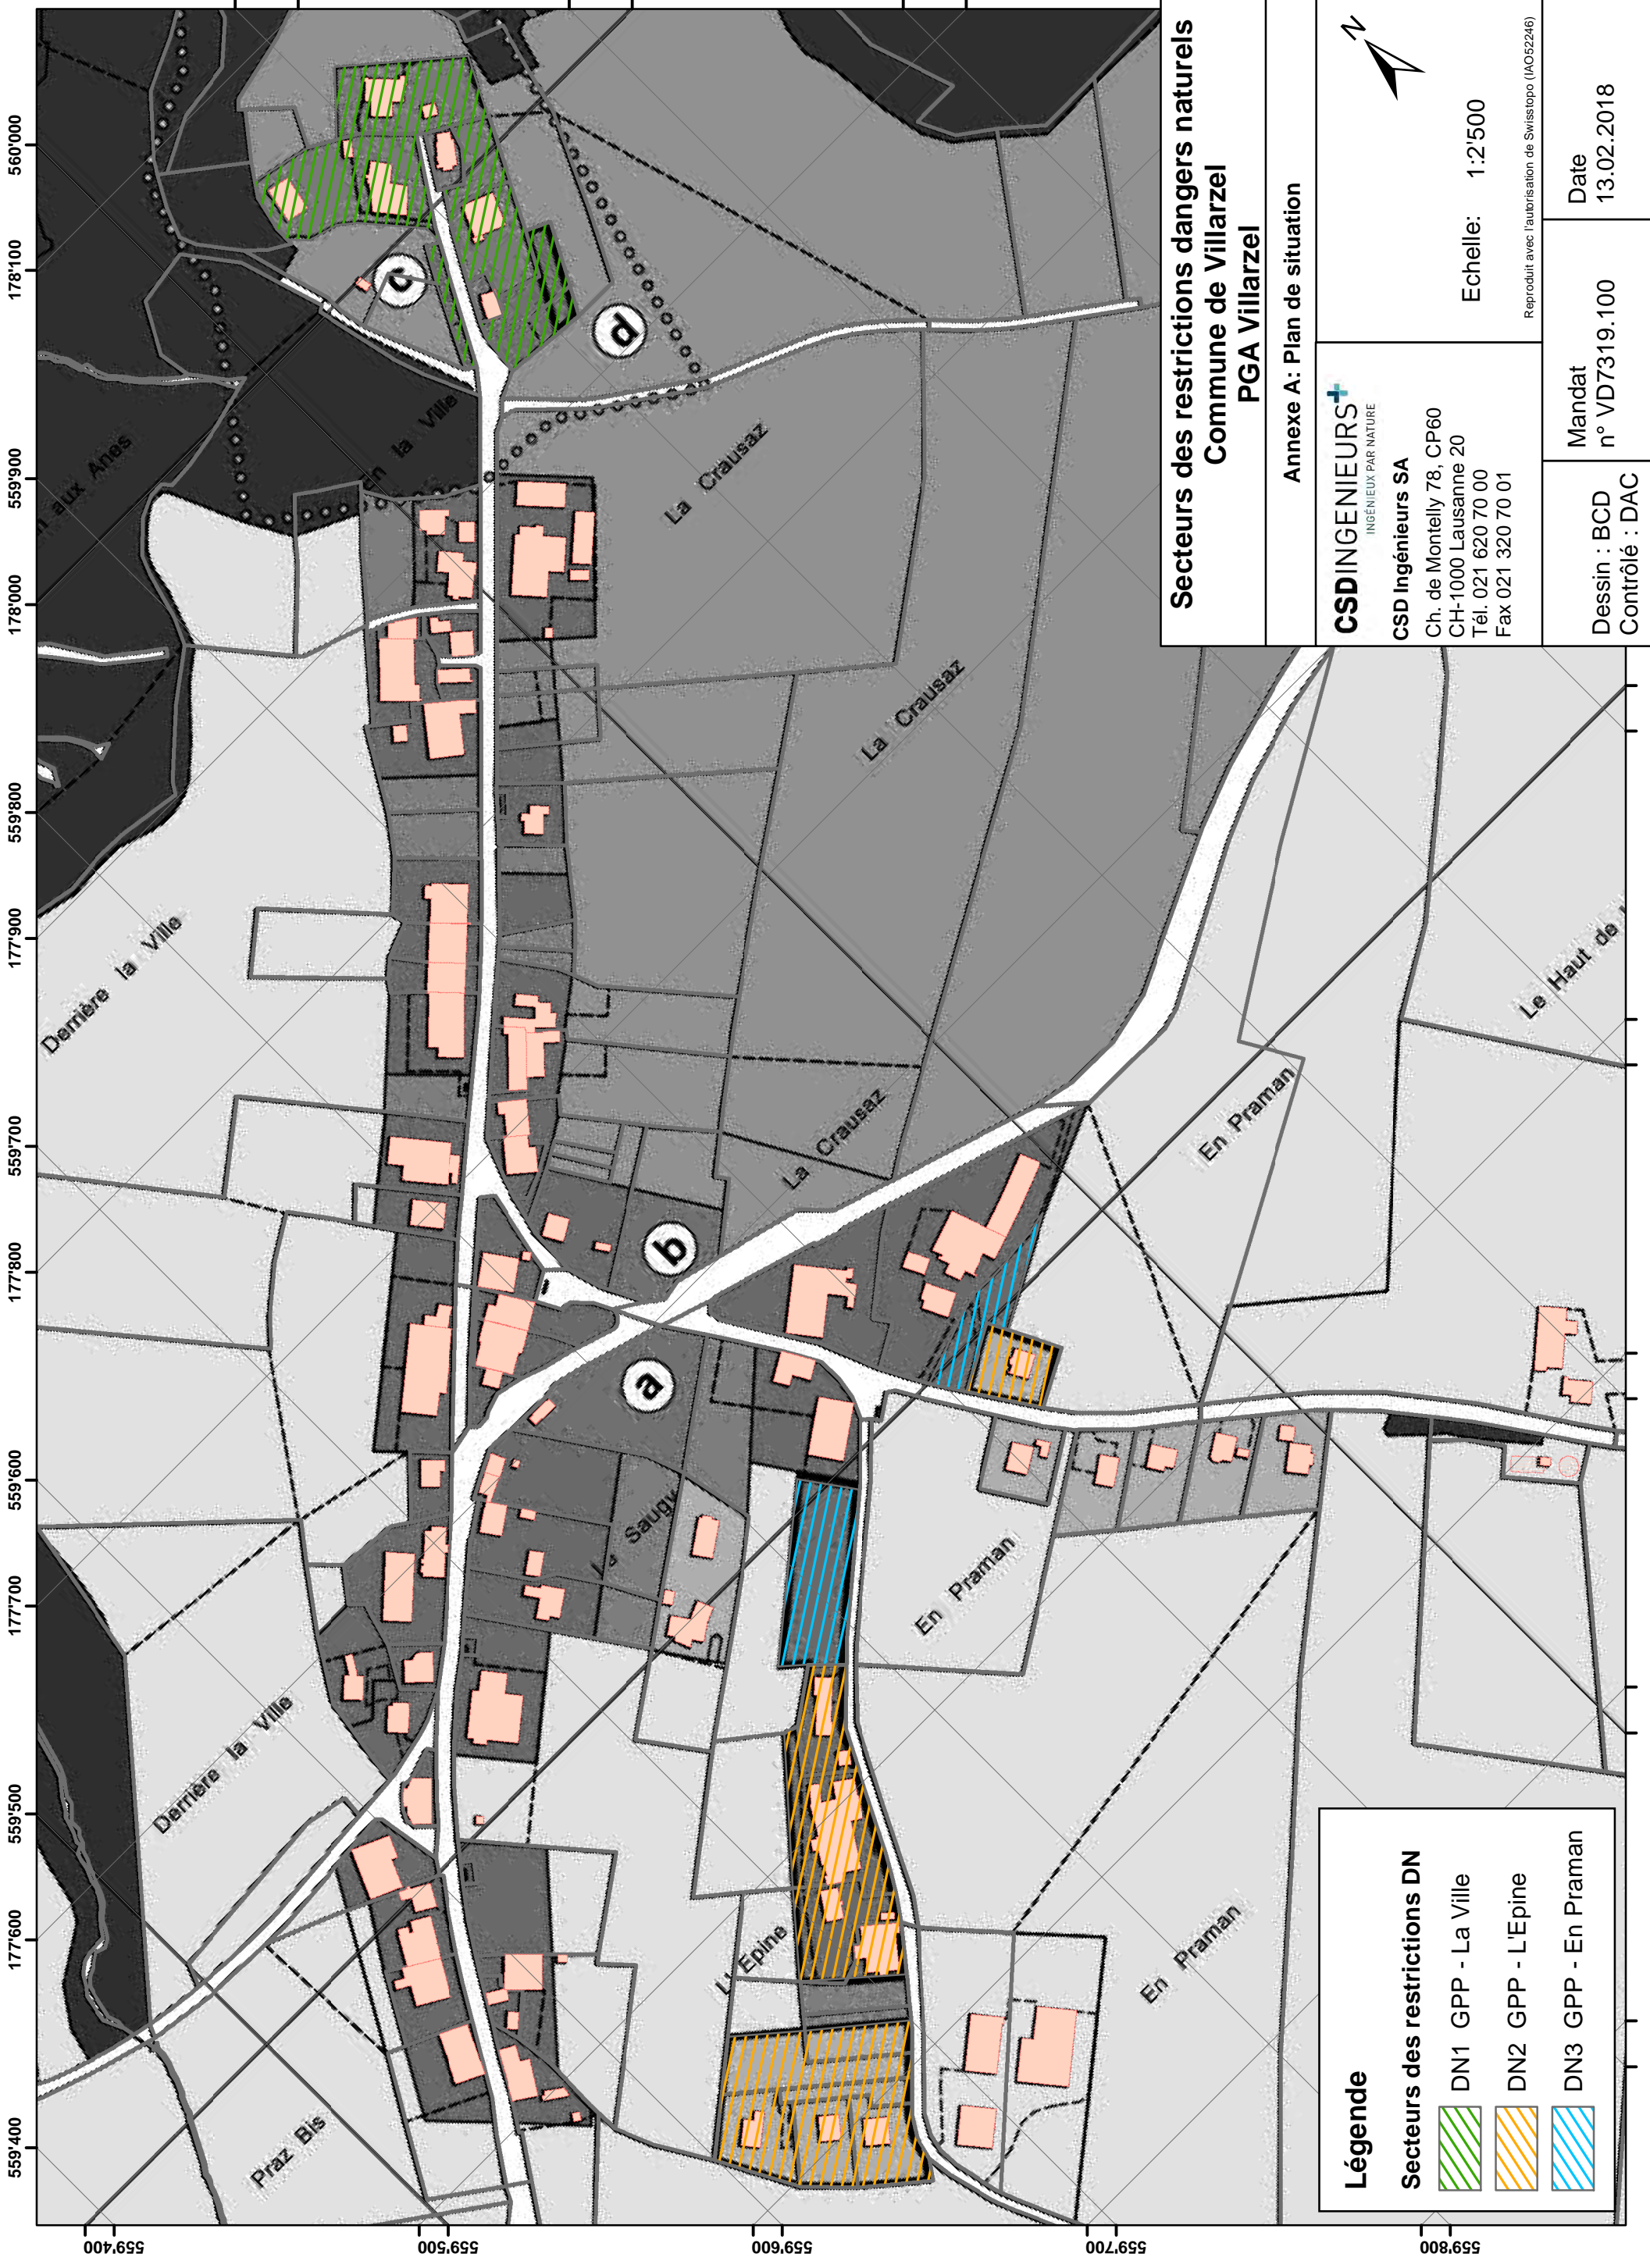 Secteurs des restrictions dangers naturels
Commune de Villarzel
PGA Villarzel
Annexe A: Plan de situation
CSDINGENIEURS
INGÉNIEUX PAR NATURE
CSD Ingénieurs SA
Ch. de Montelly 78, CP60
CH-1000 Lausanne 20
Tél. 021 620 70 00
Fax 021 320 70 01
N
Echelle: 1:2'500
Reproduit avec l'autorisation de Swisstopo (IAO52246)
Dessin : BCD
Contrôlé : DAC
Mandat
n° VD7319.100
Date
13.02.2018
Légende
Secteurs des restrictions DN
DN1 GPP - La Ville
DN2 GPP - L'Epine
DN3 GPP - En Praman
559'400
177'600
559'500
177'700
559'600
177'800
559'700
177'900
559'800
178'000
559'900
178'100
560'000
559'400
559'500
559'600
559'700
559'800
Praz Bis
Derrière la Ville
Derrière la Ville
aux Anes
la Ville
La Crausaz
La Crausaz
La Crausaz
La Saugy
L'Epine
En Praman
En Praman
En Praman
Le Haut de
a
b
c
d